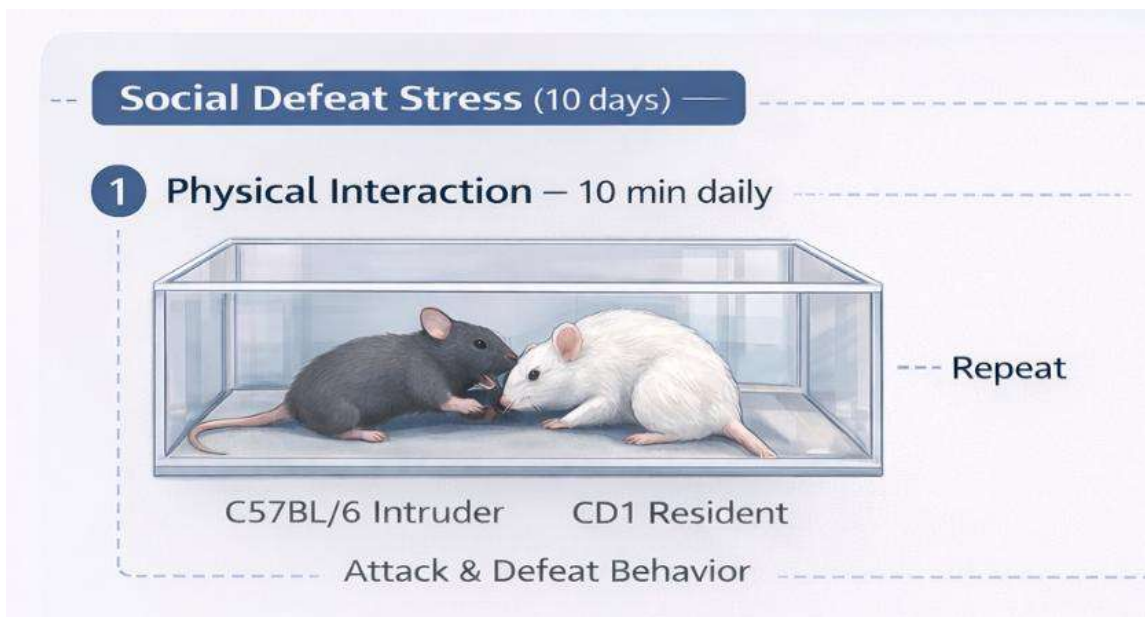 Social Defeat Stress (10 days)
1 Physical Interaction – 10 min daily
Repeat
C57BL/6 Intruder CD1 Resident
Attack & Defeat Behavior